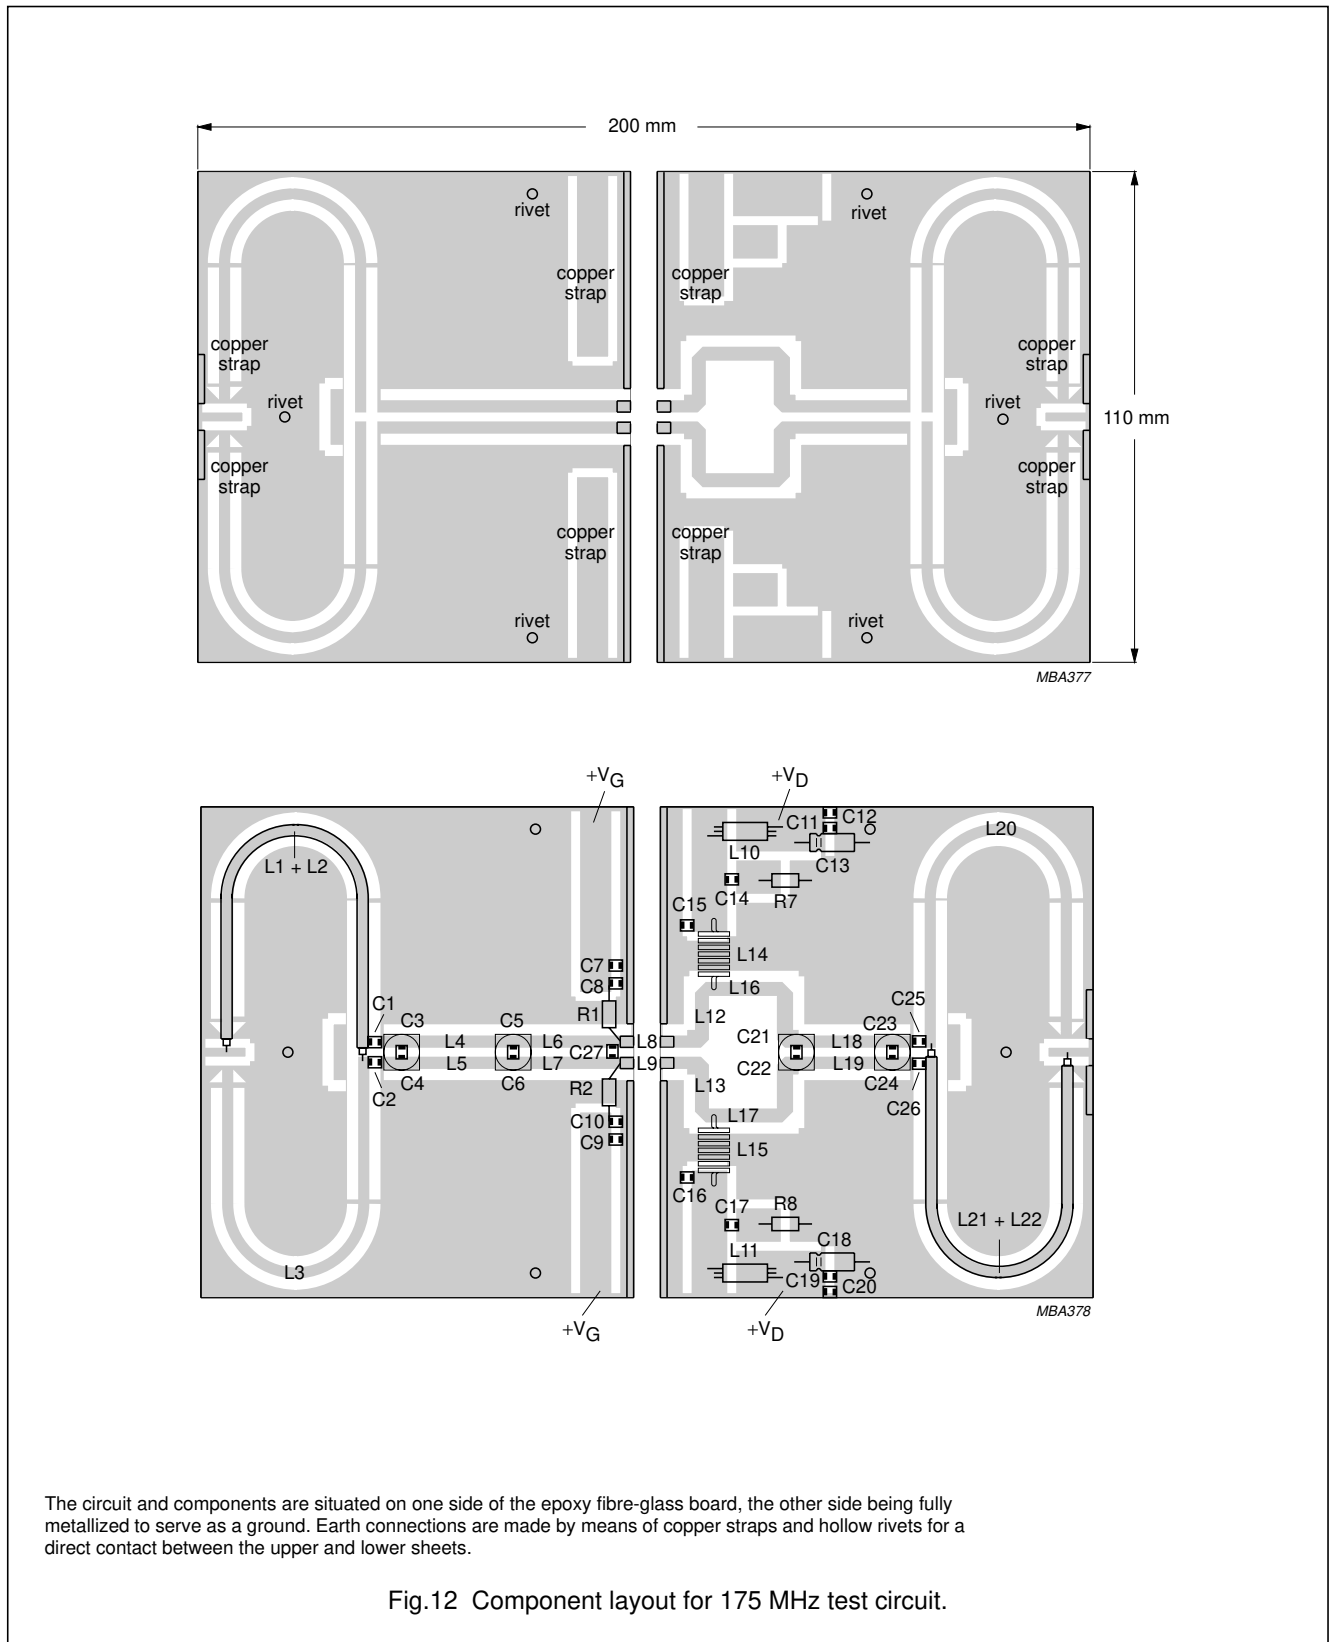 200 mm
rivet
rivet
copper
strap
copper
strap
copper
strap
copper
strap
rivet
rivet
110 mm
copper
strap
copper
strap
copper
strap
copper
strap
rivet
rivet
MBA377
+VG
+VD
C11
C12
L20
L1 + L2
L10
C13
C14
R7
C15
C7
L14
C8
L16
C1
R1
L12
C25
C3
C5
C21
C23
L4
L6
L8
L18
C27
L5
L7
L9
C22
L19
C4
C6
L13
C24
C2
R2
C26
C10
L17
C9
L15
C16
C17
R8
L21 + L22
L11
C18
L3
C19
C20
MBA378
+VG
+VD
The circuit and components are situated on one side of the epoxy fibre-glass board, the other side being fully
metallized to serve as a ground. Earth connections are made by means of copper straps and hollow rivets for a
direct contact between the upper and lower sheets.
Fig.12 Component layout for 175 MHz test circuit.